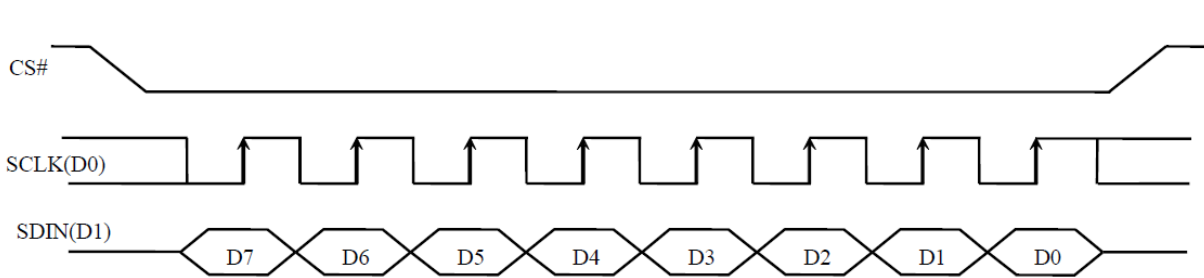 CS#
SCLK(D0)
SDIN(D1)
D7 D6 D5 D4 D3 D2 D1 D0